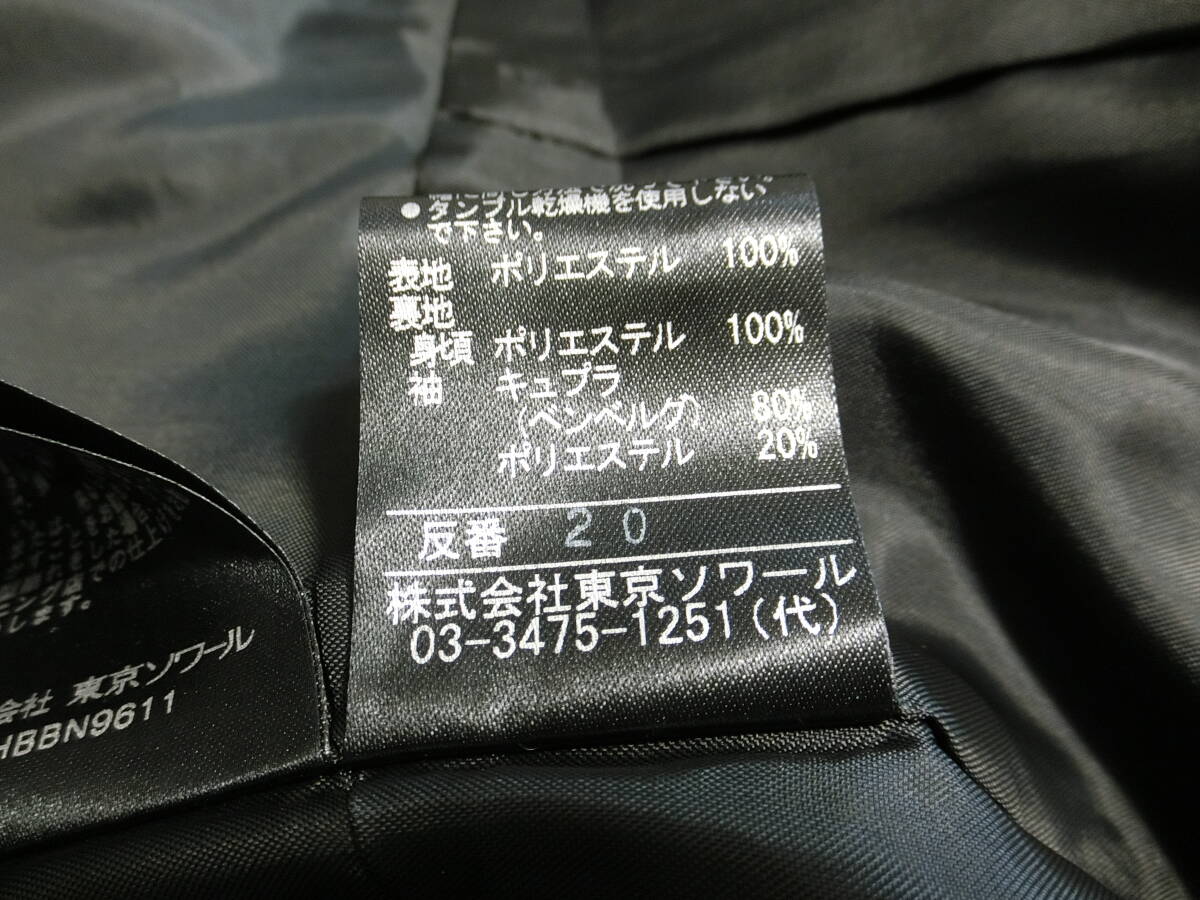 ●タンブル乾燥機を使用しない
で下さい。
表地 ポリエステル 100%
裏地
身頃 ポリエステル 100%
袖 キュプラ
(ベンベルグ) 80%
ポリエステル 20%
反番 20
株式会社東京ソワール
03-3475-1251(代)
会社 東京ソワール
HBBN9611